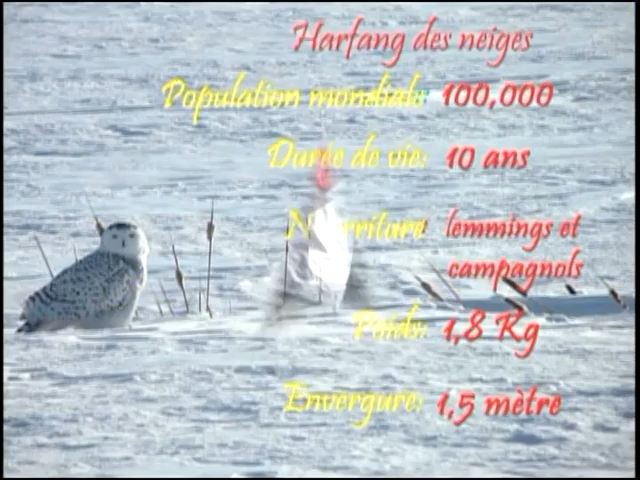 Harfang des neiges
Population mondiale 100,000
Durée de vie: 10 ans
Nourriture lemmings et
campagnols
Poids: 1,8 Kg
Envergure: 1,5 mètre